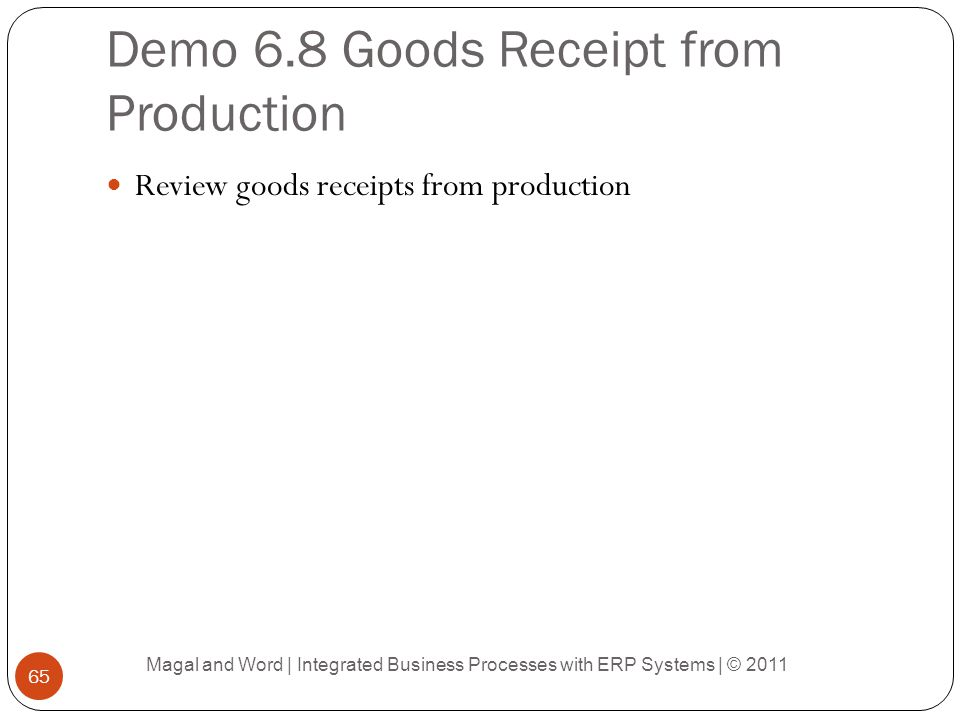 Demo 6.8 Goods Receipt from
Production
Review goods receipts from production
Magal and Word | Integrated Business Processes with ERP Systems | © 2011
65